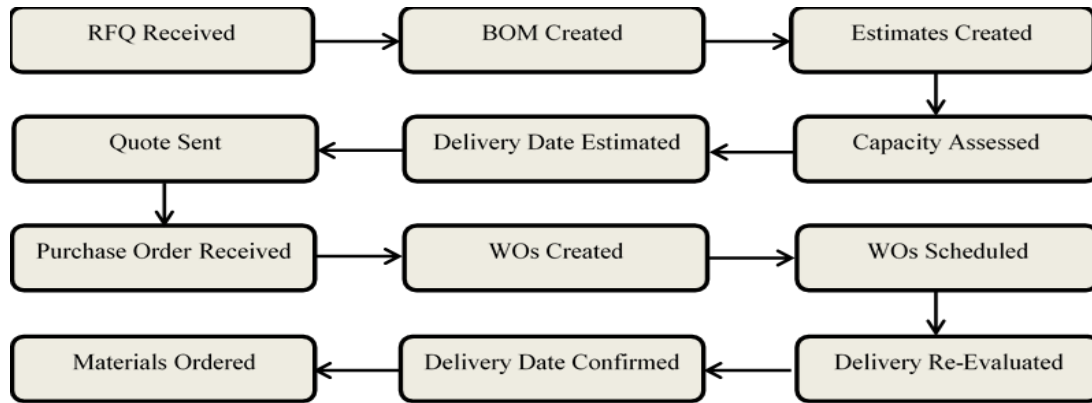 RFQ Received
BOM Created
Estimates Created
Capacity Assessed
Delivery Date Estimated
Quote Sent
Purchase Order Received
WOs Created
WOs Scheduled
Delivery Re-Evaluated
Delivery Date Confirmed
Materials Ordered